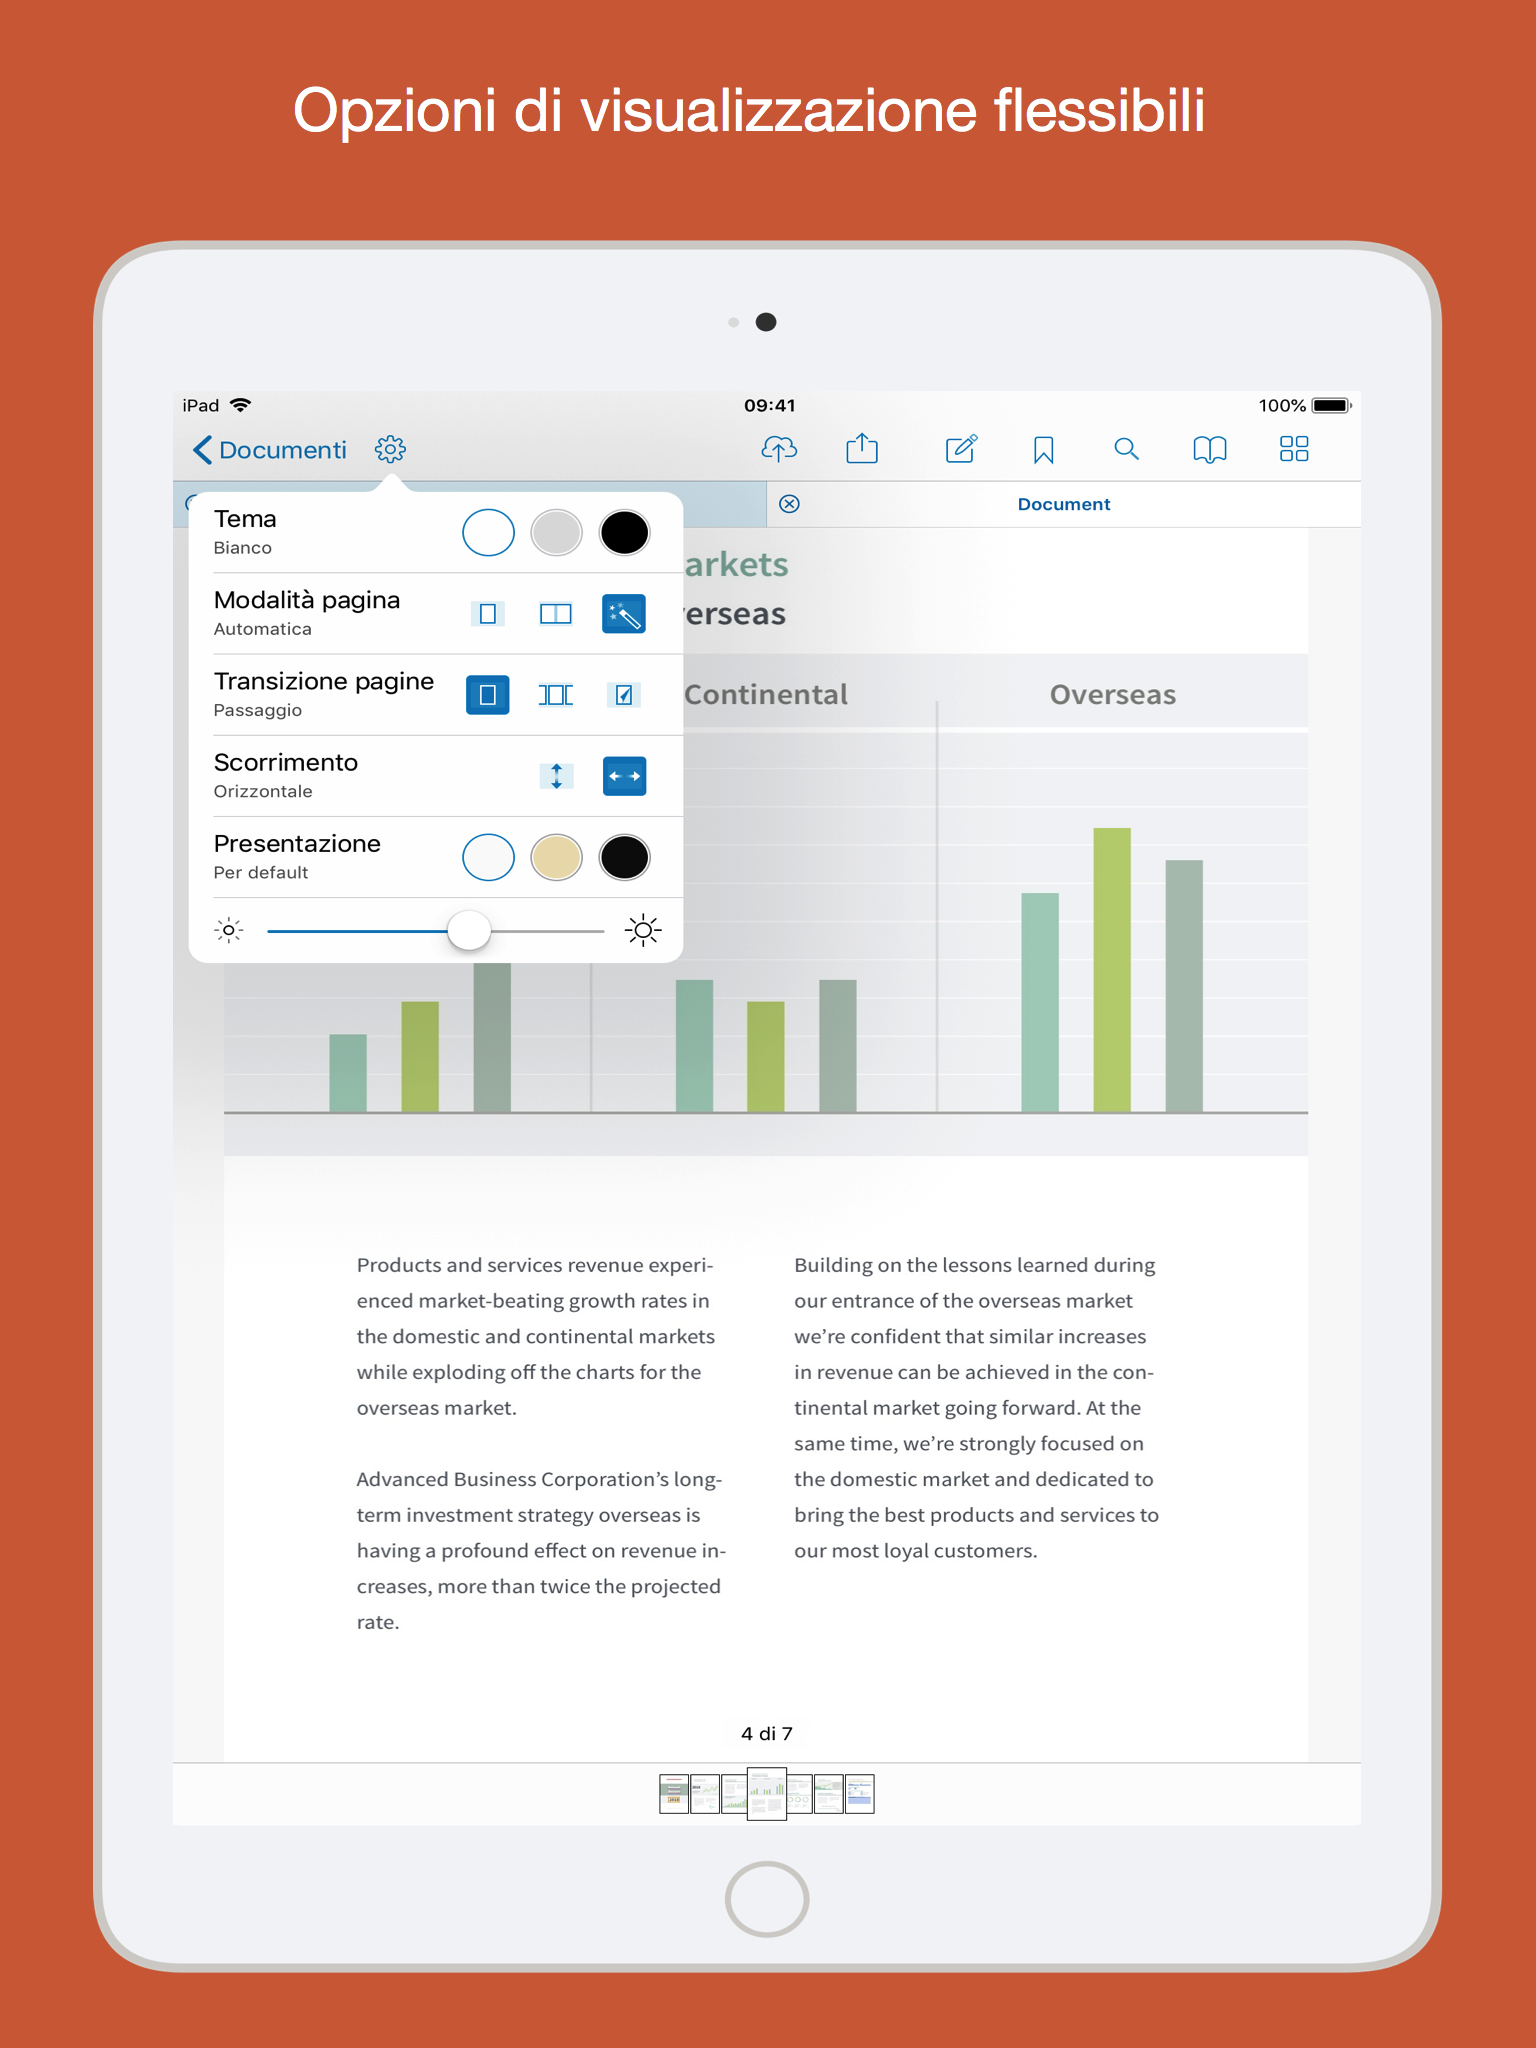 Opzioni di visualizzazione flessibili
iPad
09:41
100%
Documenti
Document
Tema
Bianco
Modalità pagina
Automatica
Transizione pagine
Passaggio
Scorrimento
Orizzontale
Presentazione
Per default
arkets
erseas
Continental
Overseas
Products and services revenue experi-
enced market-beating growth rates in
the domestic and continental markets
while exploding off the charts for the
overseas market.
Advanced Business Corporation’s long-
term investment strategy overseas is
having a profound effect on revenue in-
creases, more than twice the projected
rate.
Building on the lessons learned during
our entrance of the overseas market
we’re confident that similar increases
in revenue can be achieved in the con-
tinental market going forward. At the
same time, we’re strongly focused on
the domestic market and dedicated to
bring the best products and services to
our most loyal customers.
4 di 7